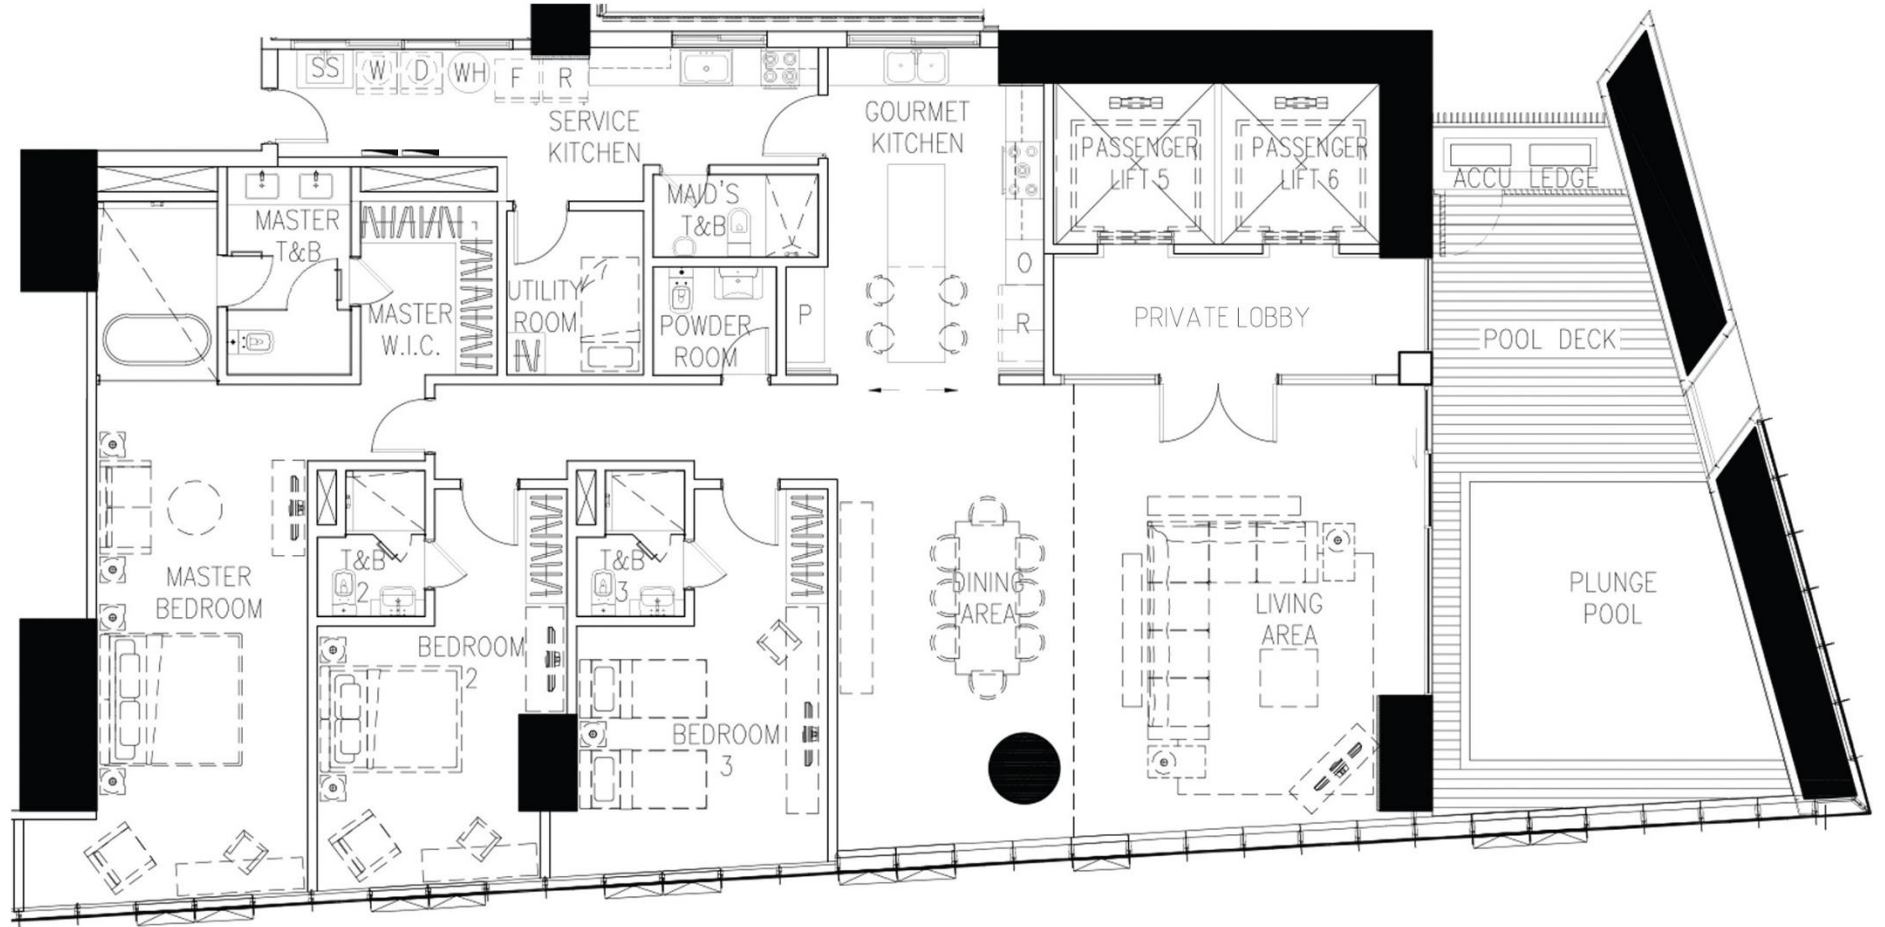 SS
W
D
WH
F
R
SERVICE
KITCHEN
GOURMET
KITCHEN
PASSENGER
LIFT 5
PASSENGER
LIFT 6
ACCU LEDGE
MASTER
T&B
MAID'S
T&B
MASTER
W.I.C.
UTILITY
ROOM
POWDER
ROOM
P
O
R
PRIVATE LOBBY
POOL DECK
MASTER
BEDROOM
T&B
2
BEDROOM
2
T&B
3
BEDROOM
3
DINING
AREA
LIVING
AREA
PLUNGE
POOL